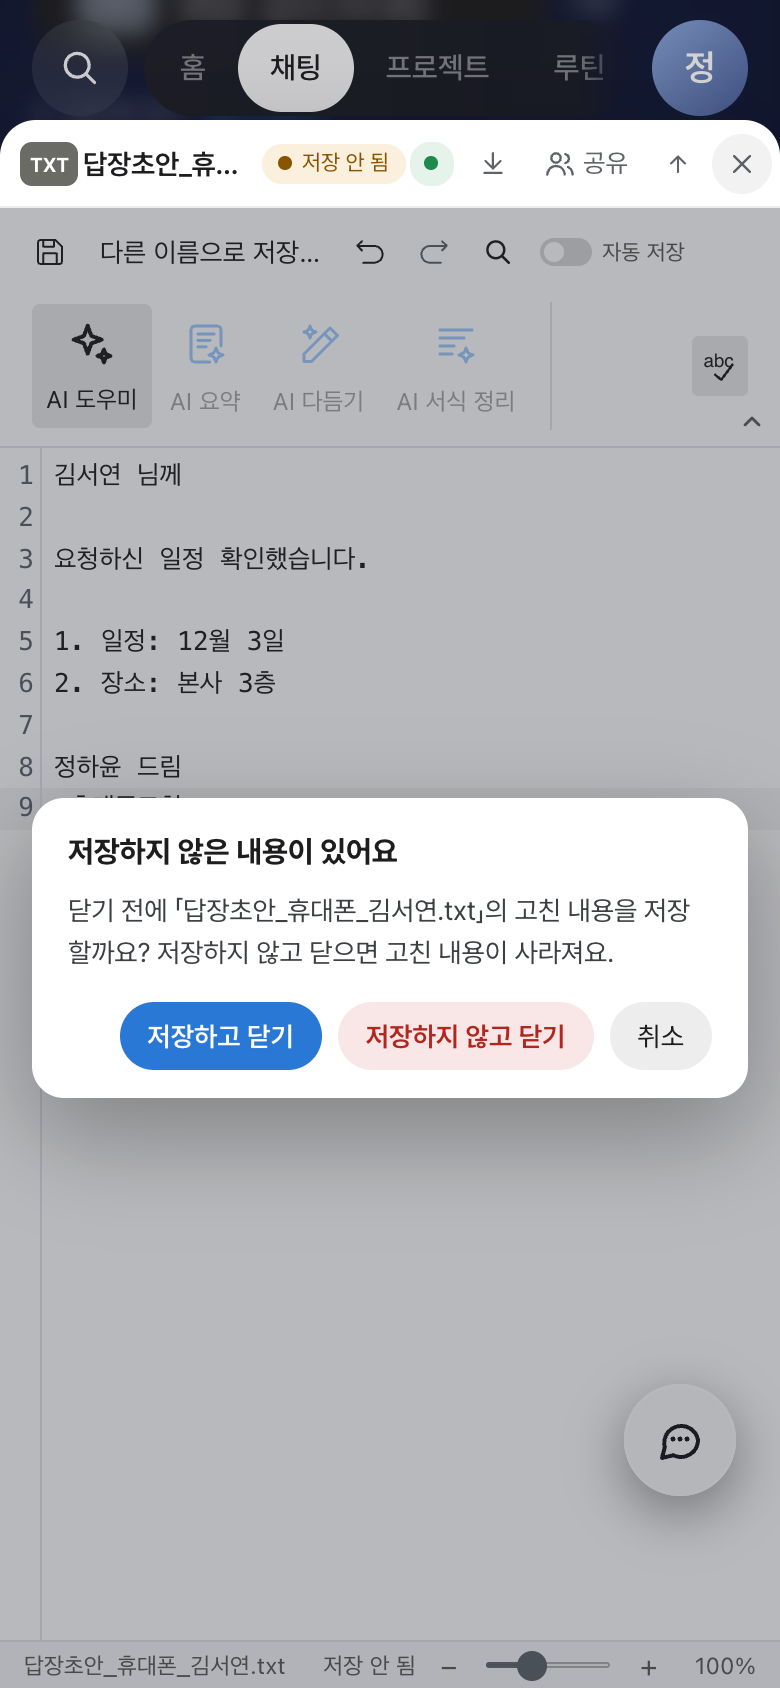 홈 채팅 프로젝트 루틴 정
TXT 답장초안_휴... 저장 안 됨 공유
다른 이름으로 저장... 자동 저장
AI 도우미 AI 요약 AI 다듬기 AI 서식 정리 abc
1 김서연 님께
2
3 요청하신 일정 확인했습니다.
4
5 1. 일정: 12월 3일
6 2. 장소: 본사 3층
7
8 정하윤 드림
9
저장하지 않은 내용이 있어요
닫기 전에 「답장초안_휴대폰_김서연.txt」의 고친 내용을 저장
할까요? 저장하지 않고 닫으면 고친 내용이 사라져요.
저장하고 닫기 저장하지 않고 닫기 취소
답장초안_휴대폰_김서연.txt 저장 안 됨 − + 100%